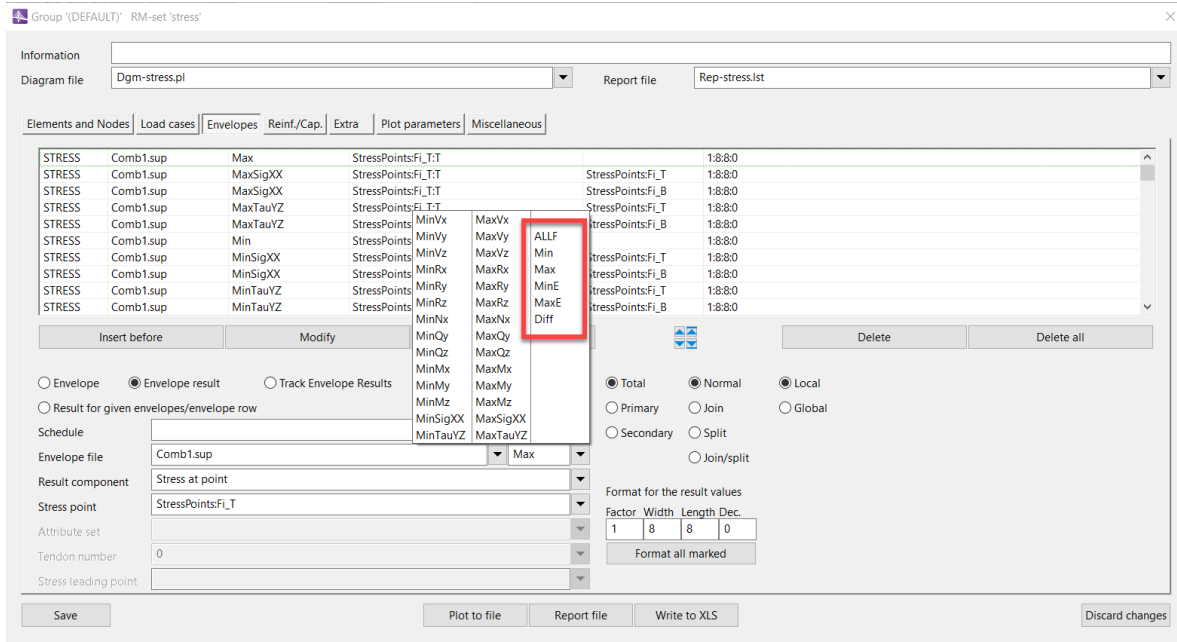 Group '(DEFAULT)' RM-set 'stress'
Information
Diagram file Dgm-stress.pl Report file Rep-stress.lst
Elements and Nodes Load cases Envelopes Reinf./Cap. Extra Plot parameters Miscellaneous
STRESS Comb1.sup Max StressPoints:Fi_T:T 1:8:8:0
STRESS Comb1.sup MaxSigXX StressPoints:Fi_T:T StressPoints:Fi_T 1:8:8:0
STRESS Comb1.sup MaxSigXX StressPoints:Fi_T:T StressPoints:Fi_B 1:8:8:0
STRESS Comb1.sup MaxTauYZ StressPoints:Fi_T:T StressPoints:Fi_T 1:8:8:0
STRESS Comb1.sup MaxTauYZ StressPoints MinVx MaxVx StressPoints:Fi_B 1:8:8:0
STRESS Comb1.sup Min StressPoints MinVy MaxVy ALLF 1:8:8:0
STRESS Comb1.sup MinSigXX StressPoints MinVz MaxVz Min StressPoints:Fi_T 1:8:8:0
STRESS Comb1.sup MinSigXX StressPoints MinRx MaxRx Max StressPoints:Fi_B 1:8:8:0
STRESS Comb1.sup MinTauYZ StressPoints MinRy MaxRy MinE StressPoints:Fi_T 1:8:8:0
STRESS Comb1.sup MinTauYZ StressPoints MinRz MaxRz MaxE StressPoints:Fi_B 1:8:8:0
MinNx MaxNx Diff
Insert before Modify MinQy MaxQy Delete Delete all
MinQz MaxQz
MinMx MaxMx
Envelope Envelope result Track Envelope Results MinMy MaxMy Total Normal Local
Result for given envelopes/envelope row MinMz MaxMz Primary Join Global
MinSigXX MaxSigXX
Schedule MinTauYZ MaxTauYZ Secondary Split
Envelope file Comb1.sup Max Join/split
Result component Stress at point
Format for the result values
Stress point StressPoints:Fi_T
Factor Width Length Dec.
Attribute set 1 8 8 0
Tendon number 0 Format all marked
Stress leading point
Save Plot to file Report file Write to XLS Discard changes